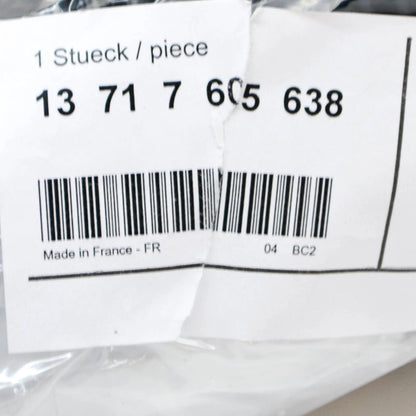 1 Stueck / piece
13 71 7 605 638
Made in France - FR 04 BC2